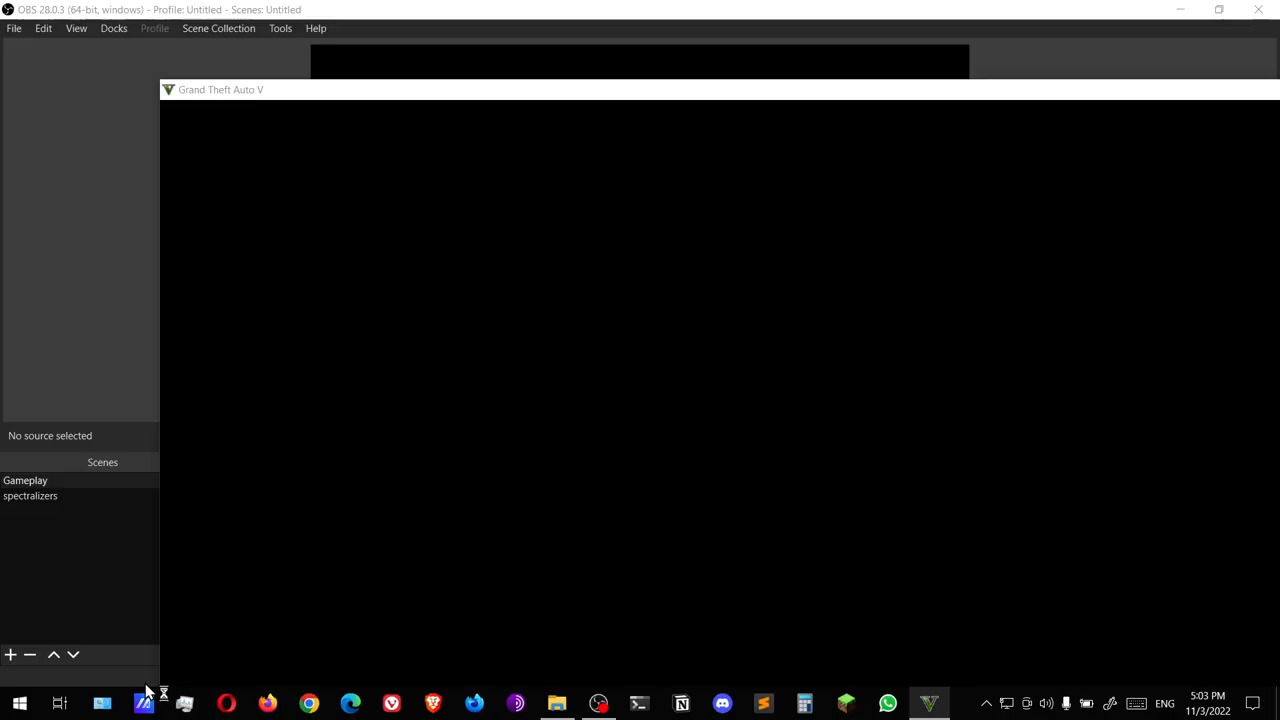 OBS 28.0.3 (64-bit, windows) - Profile: Untitled - Scenes: Untitled
File Edit View Docks Profile Scene Collection Tools Help
Grand Theft Auto V
No source selected
Scenes
Gameplay
spectralizers
ENG
5:03 PM
11/3/2022